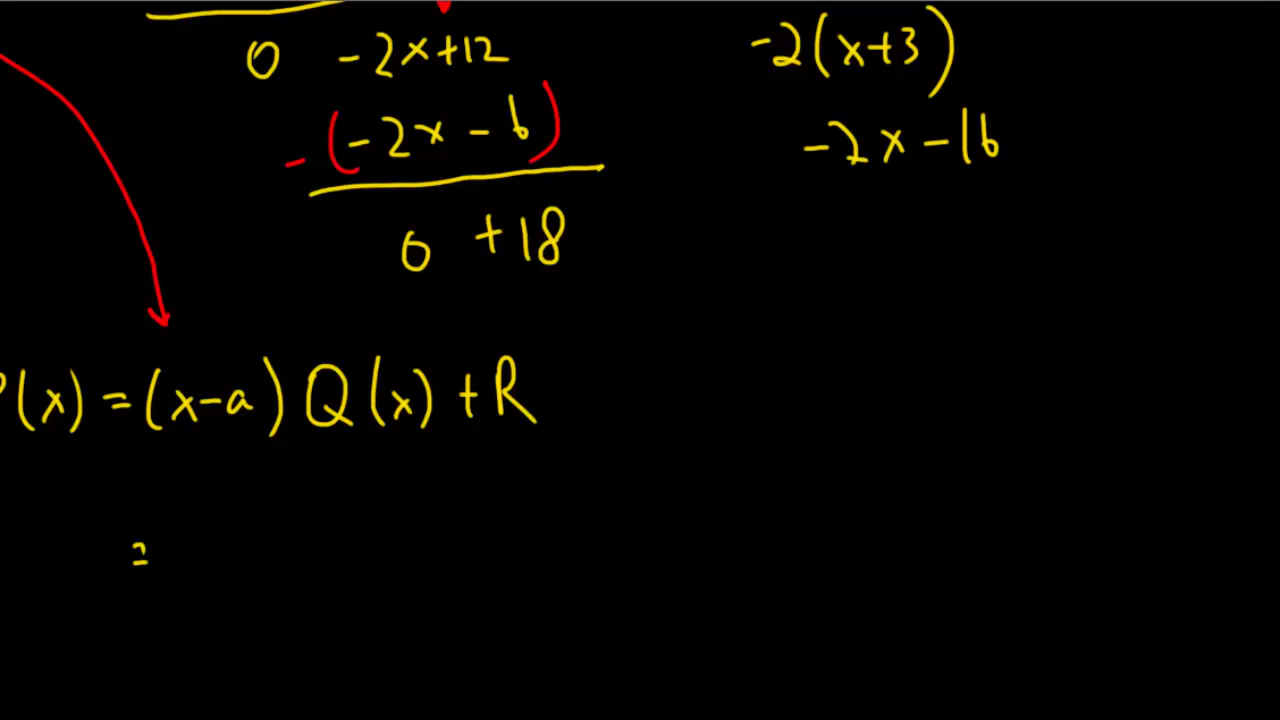 0 -2x+12
-(-2x - 6)
0 +18
-2(x+3)
-2x -16
(x) = (x-a) Q(x) + R
=